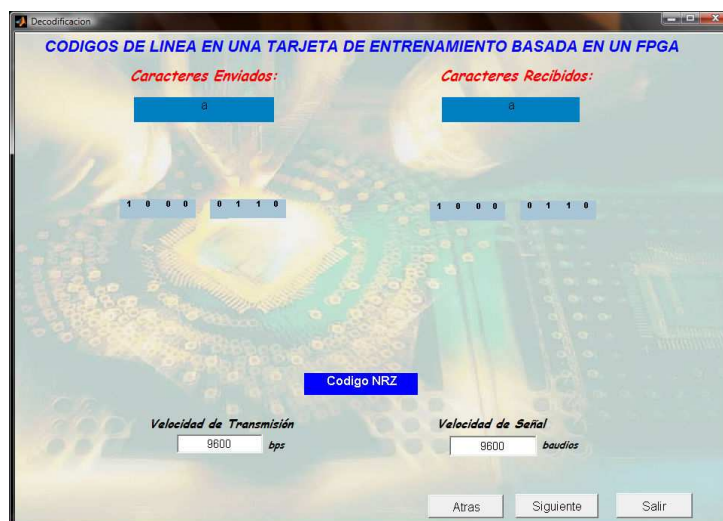 Decodificacion
CODIGOS DE LINEA EN UNA TARJETA DE ENTRENAMIENTO BASADA EN UN FPGA
Caracteres Enviados:
Caracteres Recibidos:
a
a
1 0 0 0 0 1 1 0
1 0 0 0 0 1 1 0
Codigo NRZ
Velocidad de Transmisión
Velocidad de Señal
9600 bps
9600 baudios
Atras Siguiente Salir